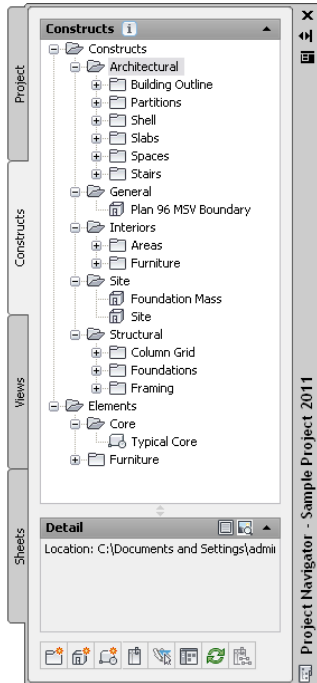 Project
Constructs
Views
Sheets
Constructs
Constructs
Architectural
Building Outline
Partitions
Shell
Slabs
Spaces
Stairs
General
Plan 96 MSV Boundary
Interiors
Areas
Furniture
Site
Foundation Mass
Site
Structural
Column Grid
Foundations
Framing
Elements
Core
Typical Core
Furniture
Detail
Location: C:\Documents and Settings\admi
Project Navigator - Sample Project 2011